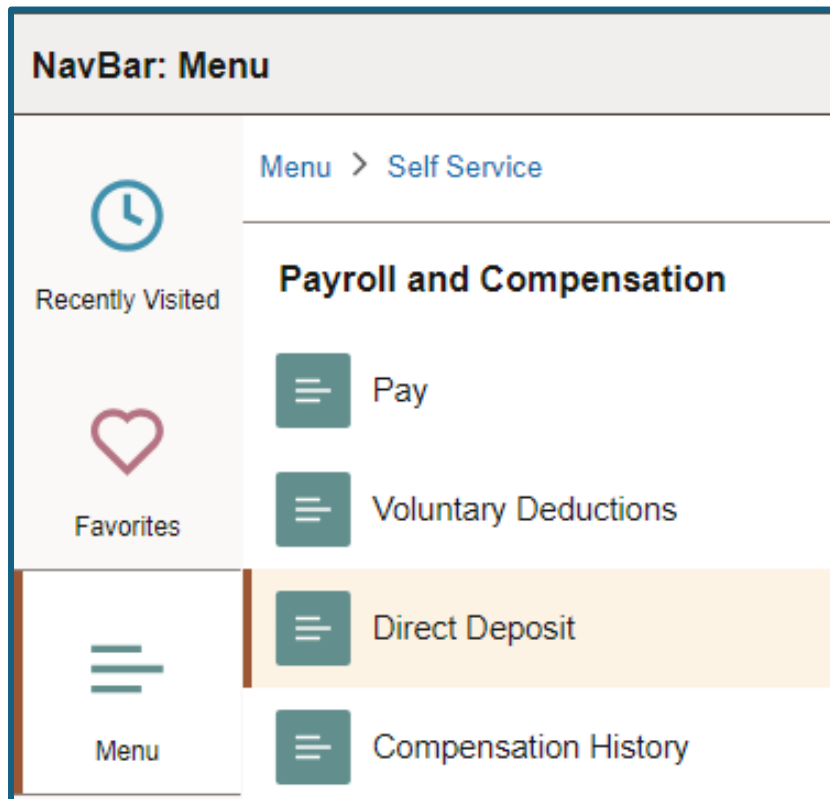 NavBar: Menu
Menu > Self Service
Recently Visited
Favorites
Menu
Payroll and Compensation
Pay
Voluntary Deductions
Direct Deposit
Compensation History